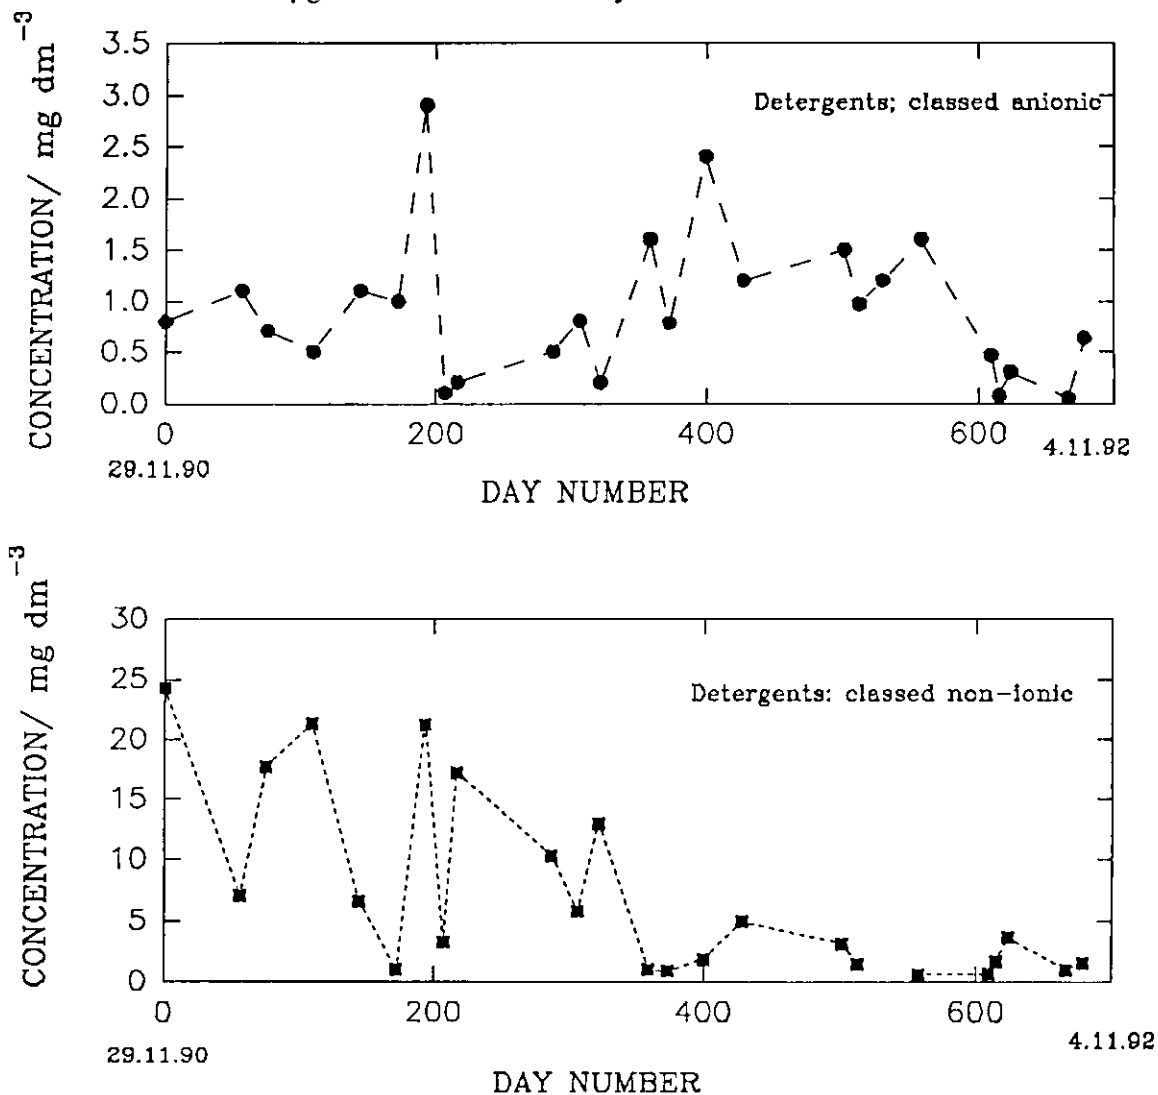 CONCENTRATION/ mg dm⁻³
3.5
3.0
2.5
2.0
1.5
1.0
0.5
0.0
Detergents; classed anionic
0 200 400 600
29.11.90 4.11.92
DAY NUMBER
CONCENTRATION/ mg dm⁻³
30
25
20
15
10
5
0
Detergents: classed non-ionic
0 200 400 600
29.11.90 4.11.92
DAY NUMBER